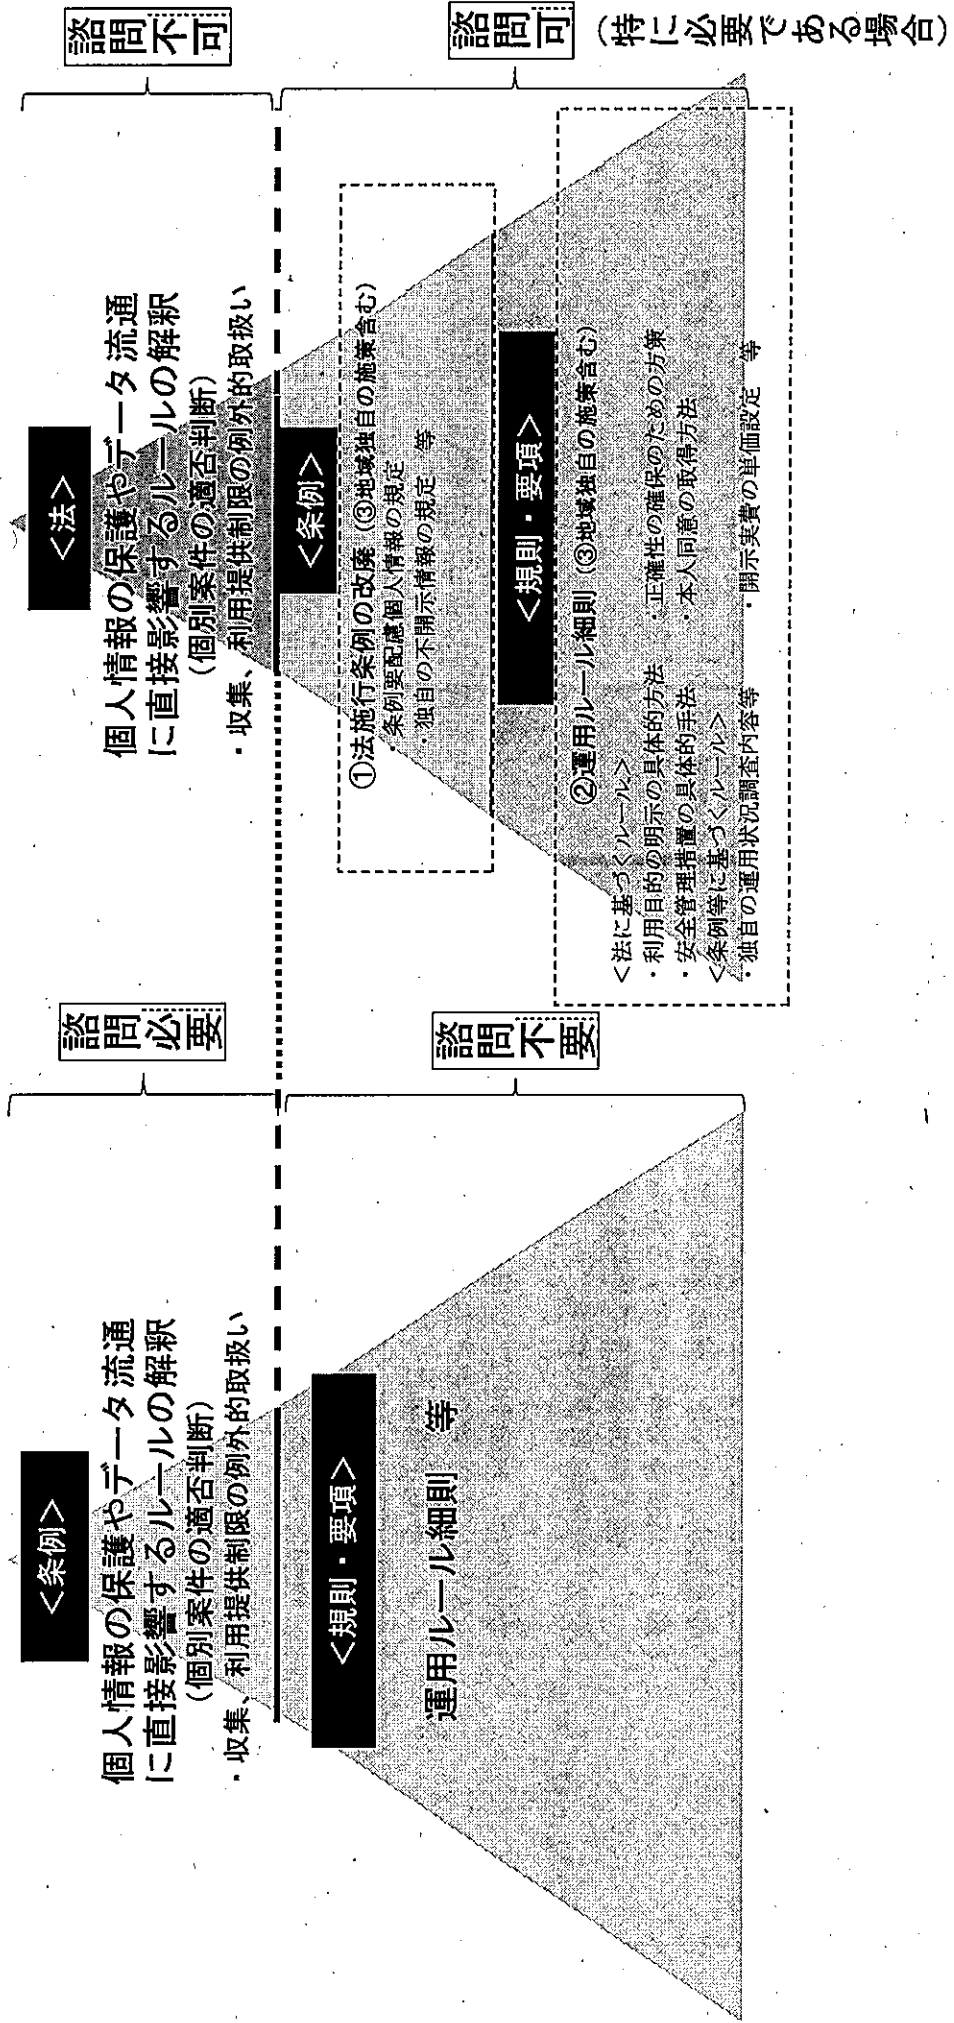 <条例>
個人情報の保護やデータ流通
に直接影響するルールの解釈
(個別案件の適否判断)
・収集、利用提供制限の例外的取扱い
<規則・要項>
運用ルール細則 等
諮問必要
諮問不要
<法>
個人情報の保護やデータ流通
に直接影響するルールの解釈
(個別案件の適否判断)
・収集、利用提供制限の例外的取扱い
<条例>
①法施行条例の改廃(③地域独自の施策含む)
・条例要配慮個人情報の規定
・独自の不開示情報の規定 等
<規則・要項>
②運用ルール細則(③地域独自の施策含む)
<法に基づくルール>
・利用目的の明示の具体的方法 ・正確性の確保のための方策
・安全管理措置の具体的手法 ・本人同意の取得方法
<条例等に基づくルール>
・独自の運用状況調査内容等 ・開示実費の単価設定 等
諮問不可
諮問可
(特に必要である場合)